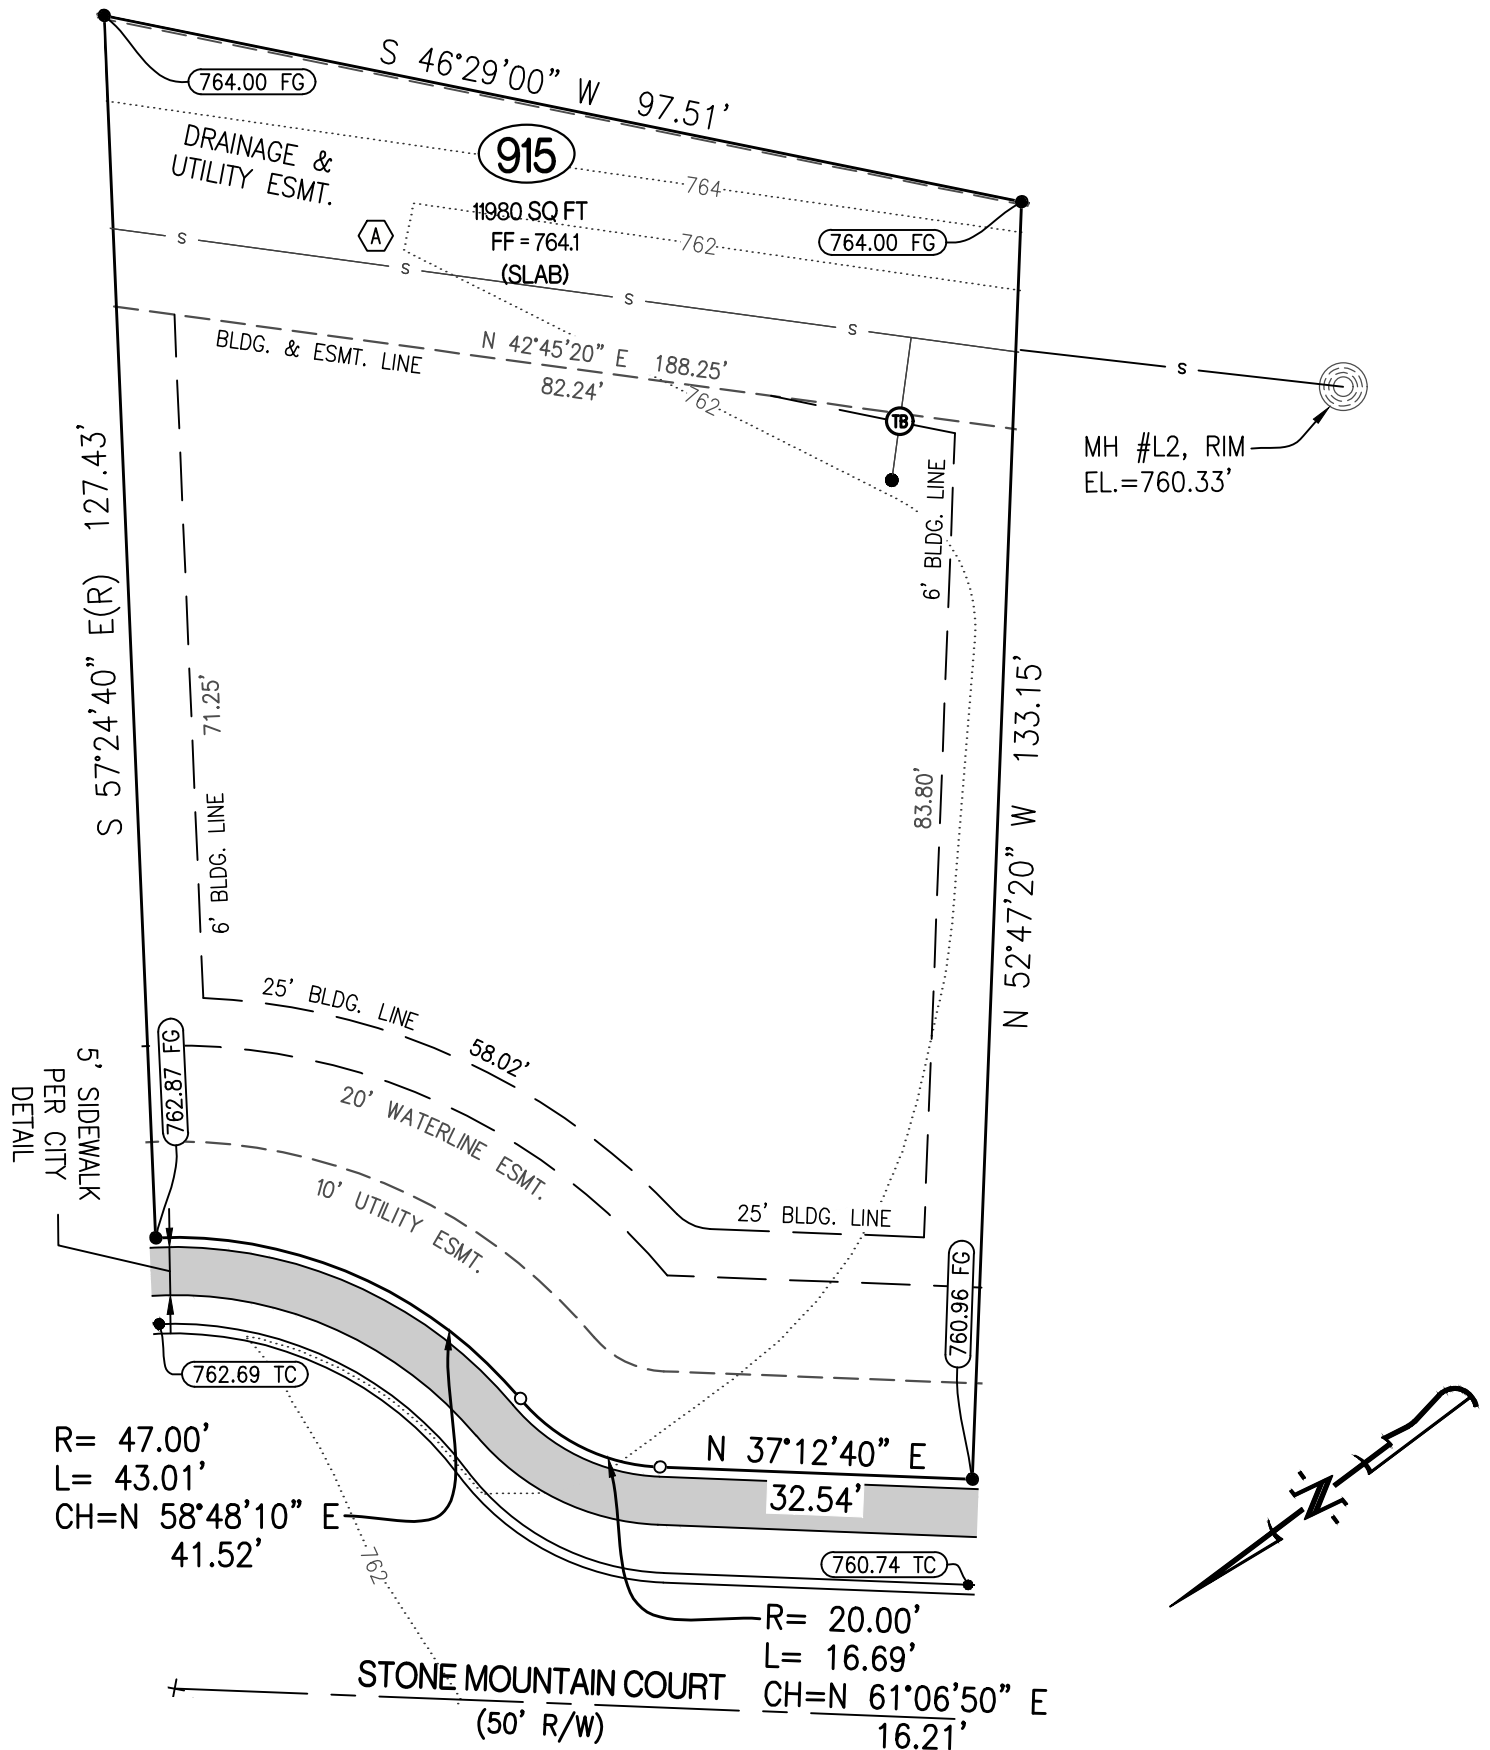 S 46°29'00" W 97.51'
764.00 FG
DRAINAGE &
UTILITY ESMT.
915
764
11980 SQ FT
FF = 764.1
(SLAB)
A
762
764.00 FG
S
S
S
S
S
BLDG. & ESMT. LINE
N 42°45'20" E 188.25'
82.24'
762
TB
MH #L2, RIM
EL.=760.33'
S 57°24'40" E(R) 127.43'
71.25'
6' BLDG. LINE
6' BLDG. LINE
83.80'
N 52°47'20" W 133.15'
25' BLDG. LINE
58.02'
20' WATERLINE ESMT.
10' UTILITY ESMT.
25' BLDG. LINE
762.87 FG
5' SIDEWALK
PER CITY
DETAIL
760.96 FG
762.69 TC
R= 47.00'
L= 43.01'
CH=N 58°48'10" E
41.52'
N 37°12'40" E
32.54'
762
760.74 TC
R= 20.00'
L= 16.69'
CH=N 61°06'50" E
16.21'
STONE MOUNTAIN COURT
(50' R/W)
N